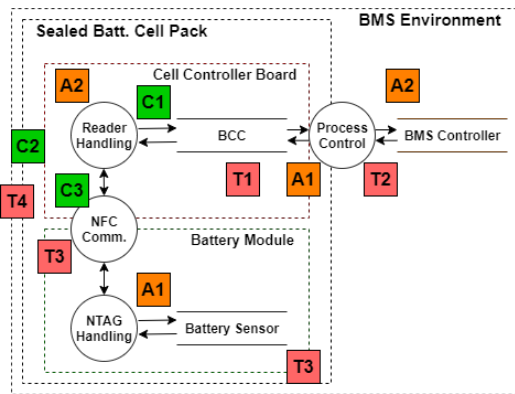 BMS Environment
Sealed Batt. Cell Pack
Cell Controller Board
A2
C1
A2
Reader
Handling
BCC
Process
Control
BMS Controller
C2
T1
A1
T2
C3
T4
NFC
Comm.
Battery Module
T3
A1
NTAG
Handling
Battery Sensor
T3